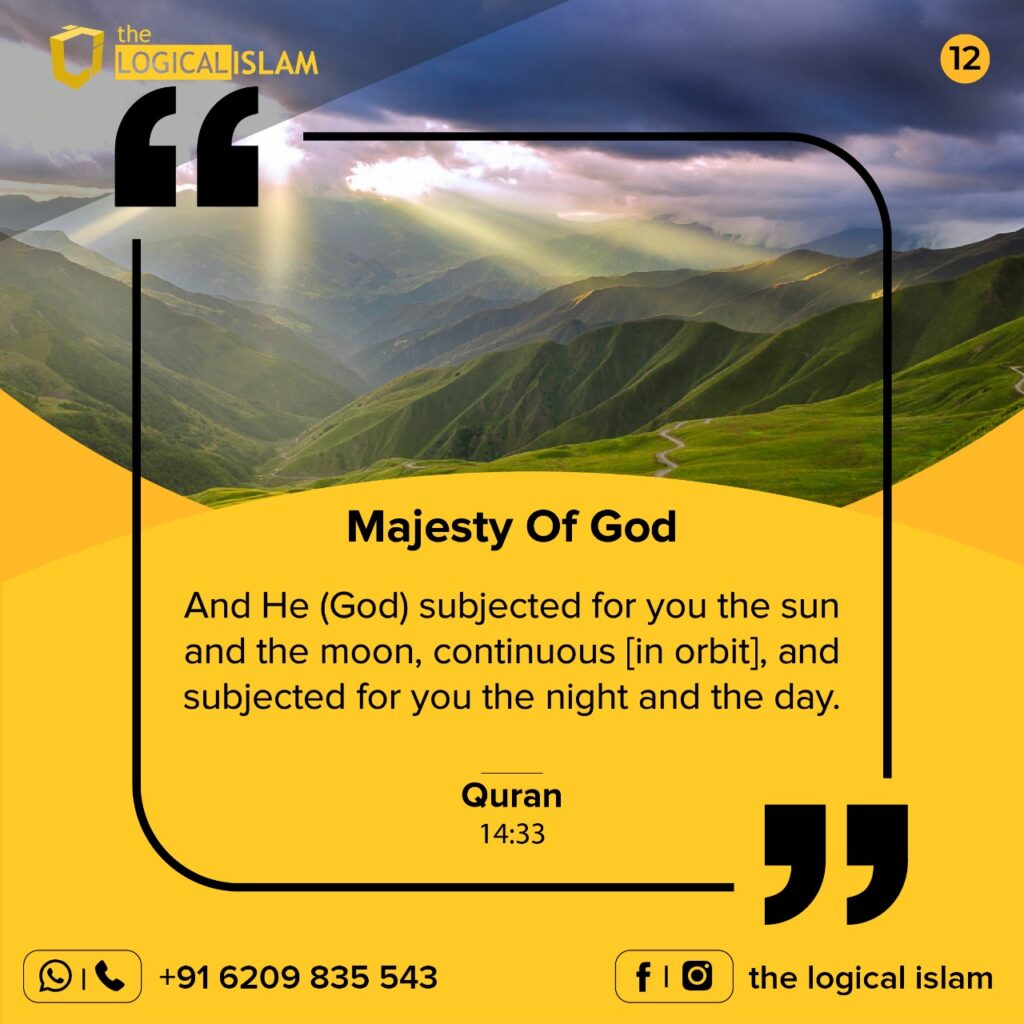 the
LOGICAL ISLAM
12
Majesty Of God
And He (God) subjected for you the sun
and the moon, continuous [in orbit], and
subjected for you the night and the day.
Quran
14:33
+91 6209 835 543
the logical islam